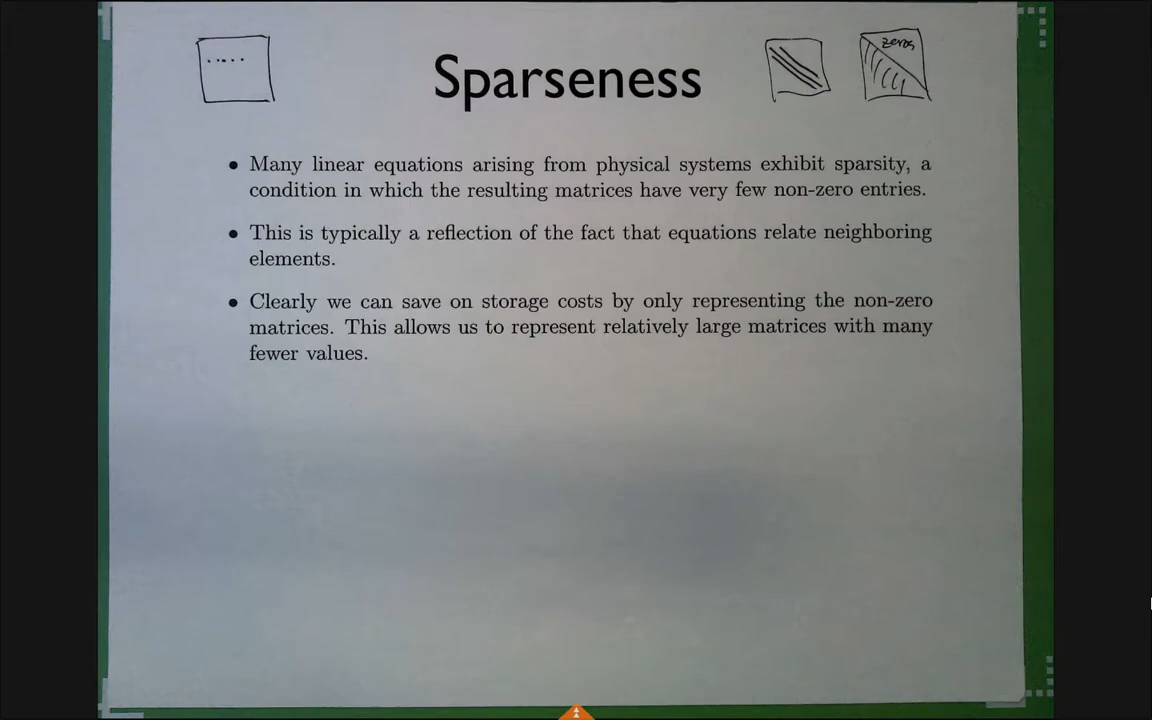 zeros
Sparseness
• Many linear equations arising from physical systems exhibit sparsity, a
condition in which the resulting matrices have very few non-zero entries.
• This is typically a reflection of the fact that equations relate neighboring
elements.
• Clearly we can save on storage costs by only representing the non-zero
matrices. This allows us to represent relatively large matrices with many
fewer values.